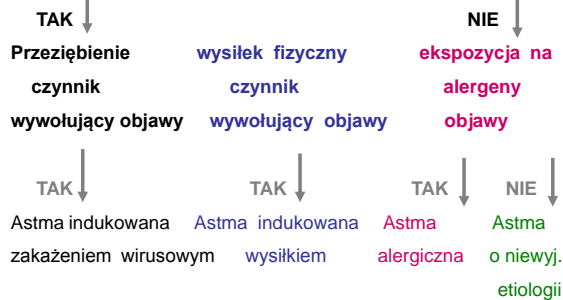 TAK NIE
Przeziębienie wysiłek fizyczny ekspozycja na
czynnik czynnik alergeny
wywołujący objawy wywołujący objawy objawy
TAK TAK TAK NIE
Astma indukowana Astma indukowana Astma Astma
zakażeniem wirusowym wysiłkiem alergiczna o niewyj.
etiologii